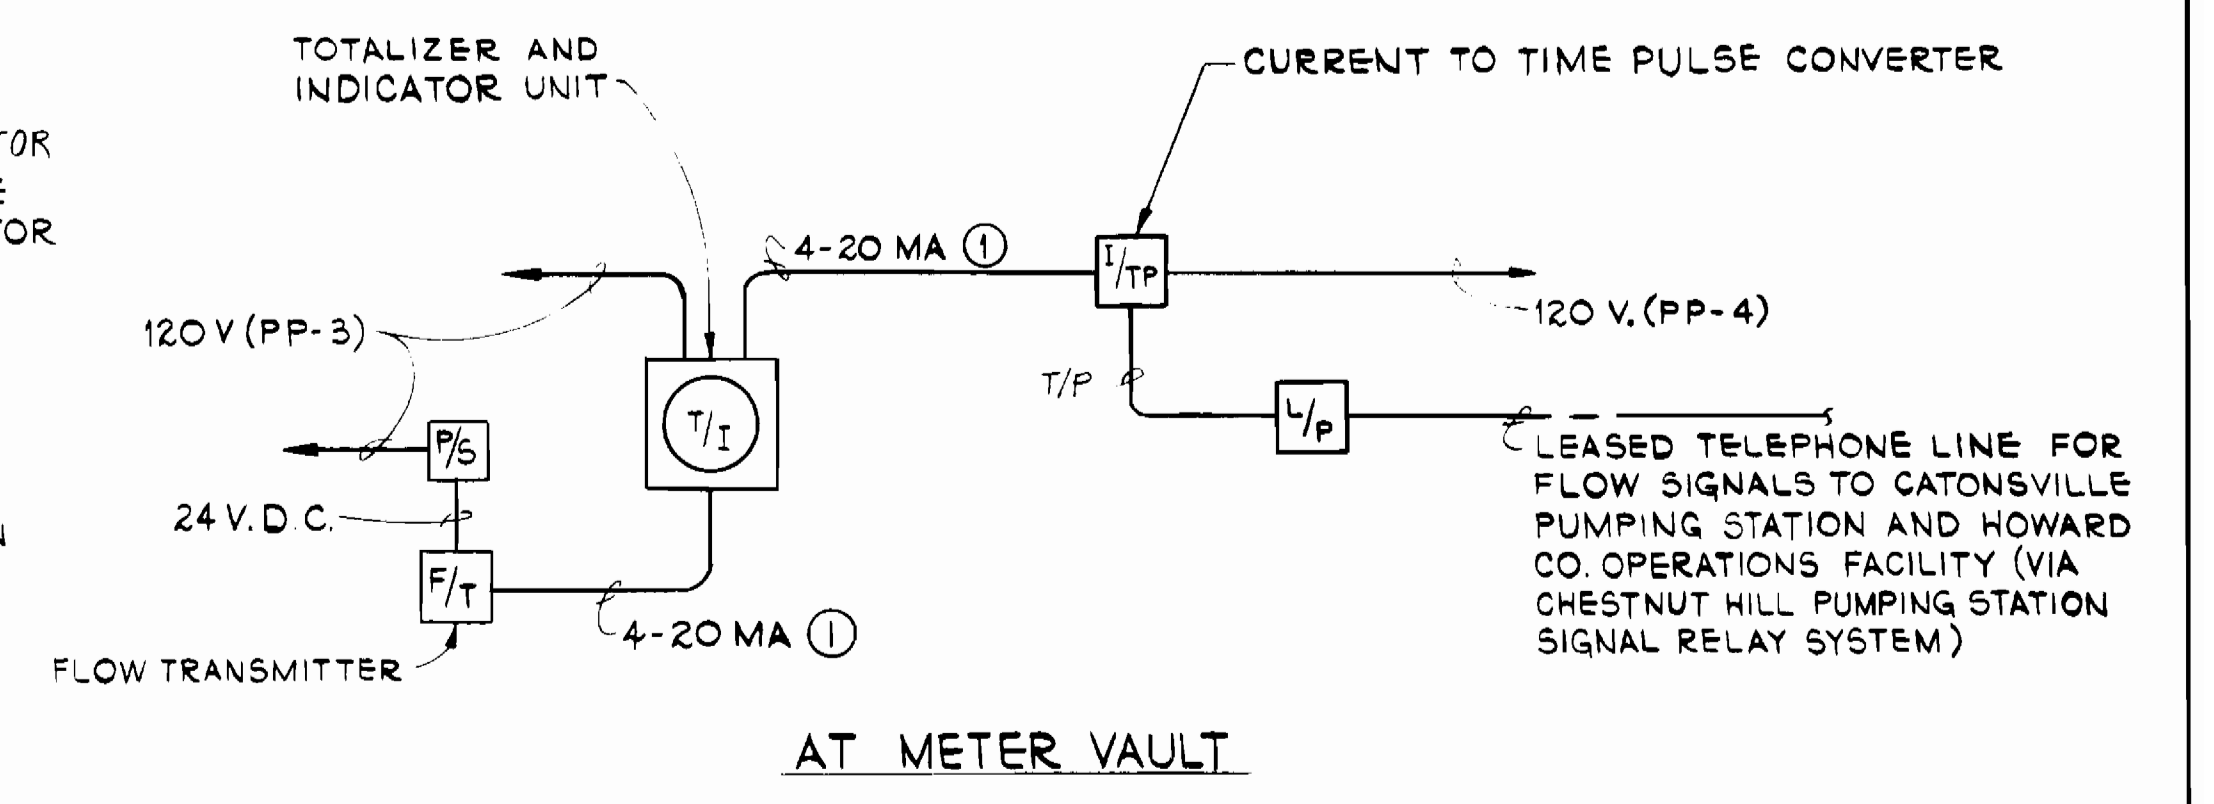 TOTALIZER AND
INDICATOR UNIT
CURRENT TO TIME PULSE CONVERTER
TOR
TOR
4-20 MA ①
I/TP
120 V (PP-3)
120 V. (PP-4)
T/I
T/P
L/P
P/S
24 V.D.C.
F/T
4-20 MA ①
FLOW TRANSMITTER
LEASED TELEPHONE LINE FOR
FLOW SIGNALS TO CATONSVILLE
PUMPING STATION AND HOWARD
CO. OPERATIONS FACILITY (VIA
CHESTNUT HILL PUMPING STATION
SIGNAL RELAY SYSTEM)
AT METER VAULT